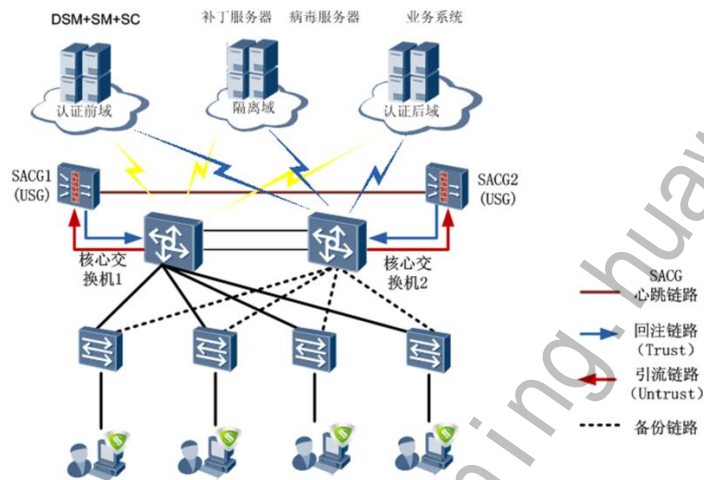 DSM+SM+SC
补丁服务器
病毒服务器
业务系统
认证前域
隔离域
认证后域
SACG1
(USG)
SACG2
(USG)
核心交
换机1
核心交
换机2
SACG
心跳链路
回注链路
(Trust)
引流链路
(Untrust)
备份链路
ning.huaw